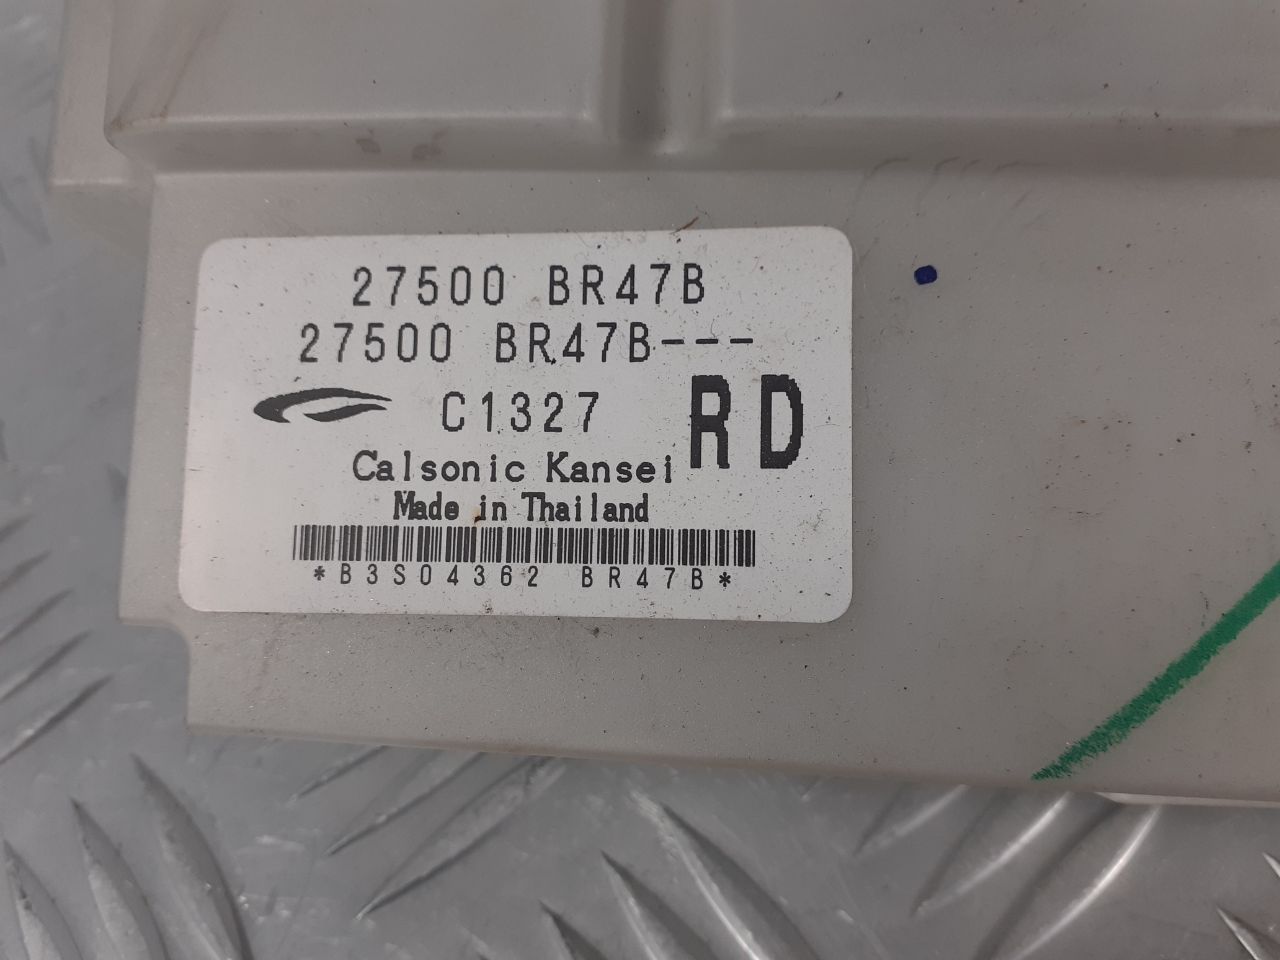 27500 BR47B
27500 BR47B---
C1327 RD
Calsonic Kansei
Made in Thailand
*B3S04362 BR47B*